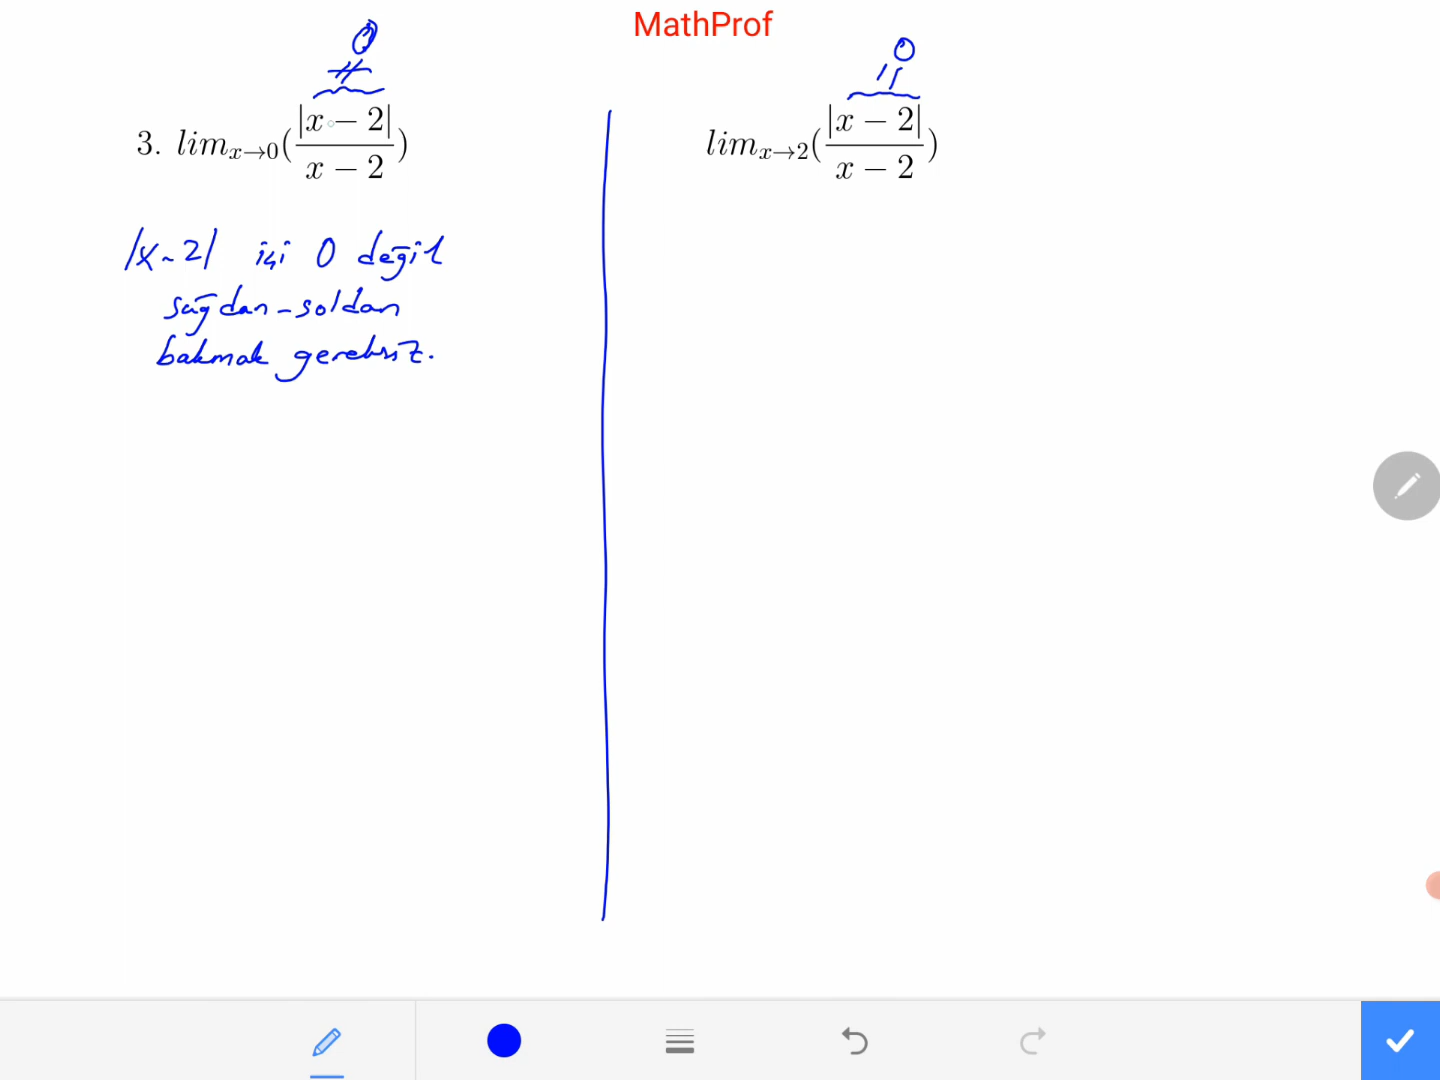 MathProf
≠ 0
= 0
3. lim_{x→0}(|x − 2| / (x − 2))
lim_{x→2}(|x − 2| / (x − 2))
|x-2| içi 0 değil
sağdan-soldan
bakmak gereksiz.